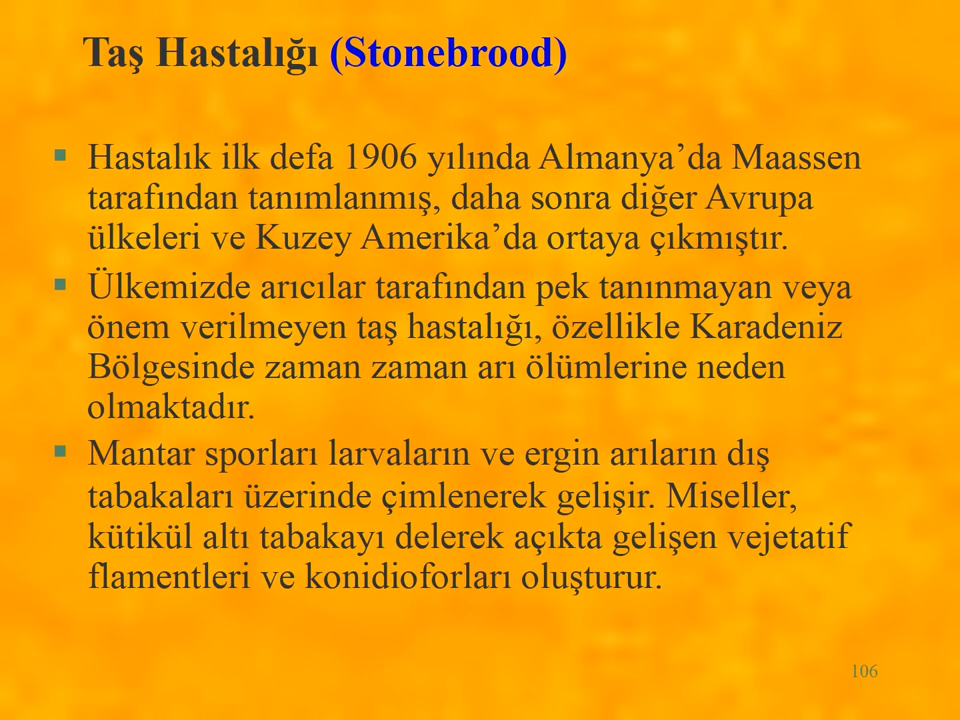 Taş Hastalığı (Stonebrood)
▪ Hastalık ilk defa 1906 yılında Almanya’da Maassen
tarafından tanımlanmış, daha sonra diğer Avrupa
ülkeleri ve Kuzey Amerika’da ortaya çıkmıştır.
▪ Ülkemizde arıcılar tarafından pek tanınmayan veya
önem verilmeyen taş hastalığı, özellikle Karadeniz
Bölgesinde zaman zaman arı ölümlerine neden
olmaktadır.
▪ Mantar sporları larvaların ve ergin arıların dış
tabakaları üzerinde çimlenerek gelişir. Miseller,
kütikül altı tabakayı delerek açıkta gelişen vejetatif
flamentleri ve konidioforları oluşturur.
106